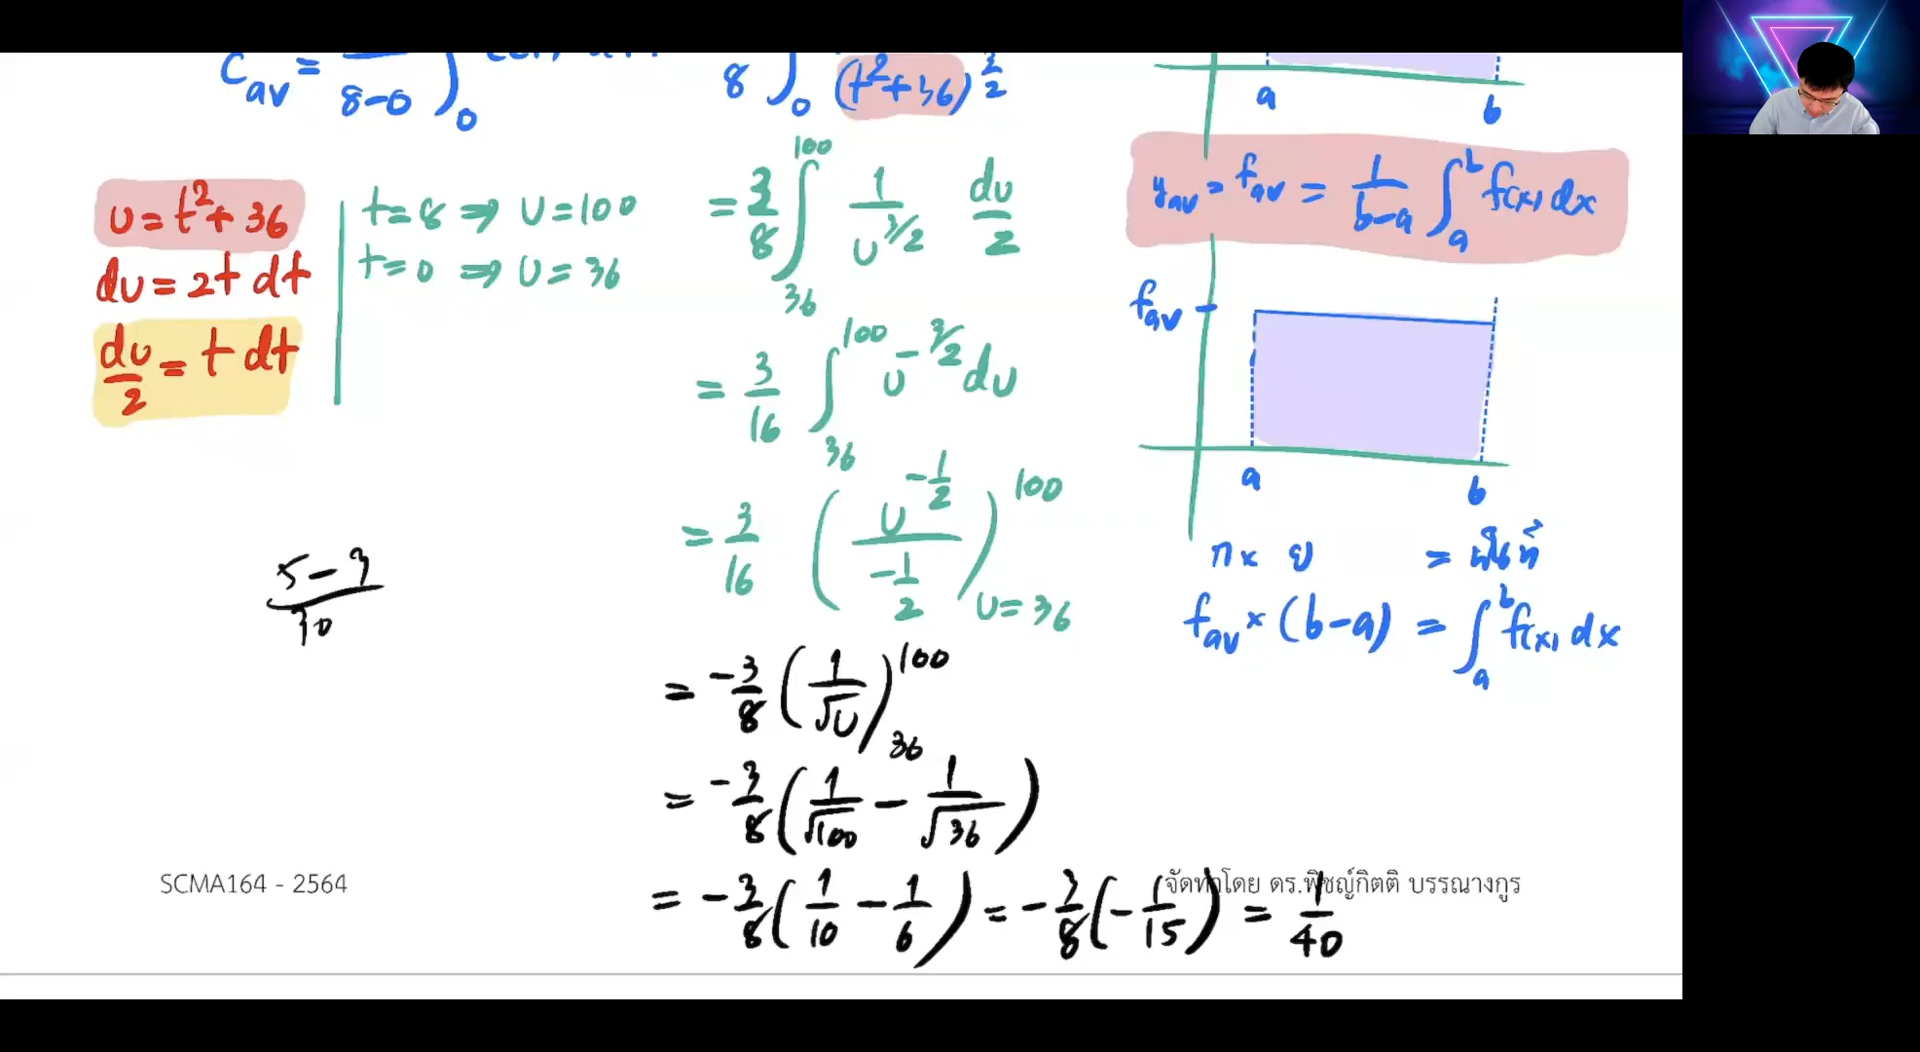 C_av = /(8-0) ∫_0
8 ∫_0 (t²+36)^(3/2)
u = t² + 36
du = 2t dt
du/2 = t dt
t = 8 ⇒ u = 100
t = 0 ⇒ u = 36
= 3/8 ∫_36^100 1/u^(3/2) du/2
= 3/16 ∫_36^100 u^(-3/2) du
= 3/16 (u^(-1/2)/(-1/2))_(u=36)^100
5-3/30
= -3/8 (1/√u)_36^100
= -3/8 (1/√100 - 1/√36)
= -3/8 (1/10 - 1/6) = -3/8 (-1/15) = 1/40
a b
y_av = f_av = 1/(b-a) ∫_a^b f(x) dx
f_av
a b
ก × ย = พื้นที่
f_av × (b-a) = ∫_a^b f(x) dx
SCMA164 - 2564
จัดทำโดย ดร.พิชญ์กิตติ บรรณางกูร